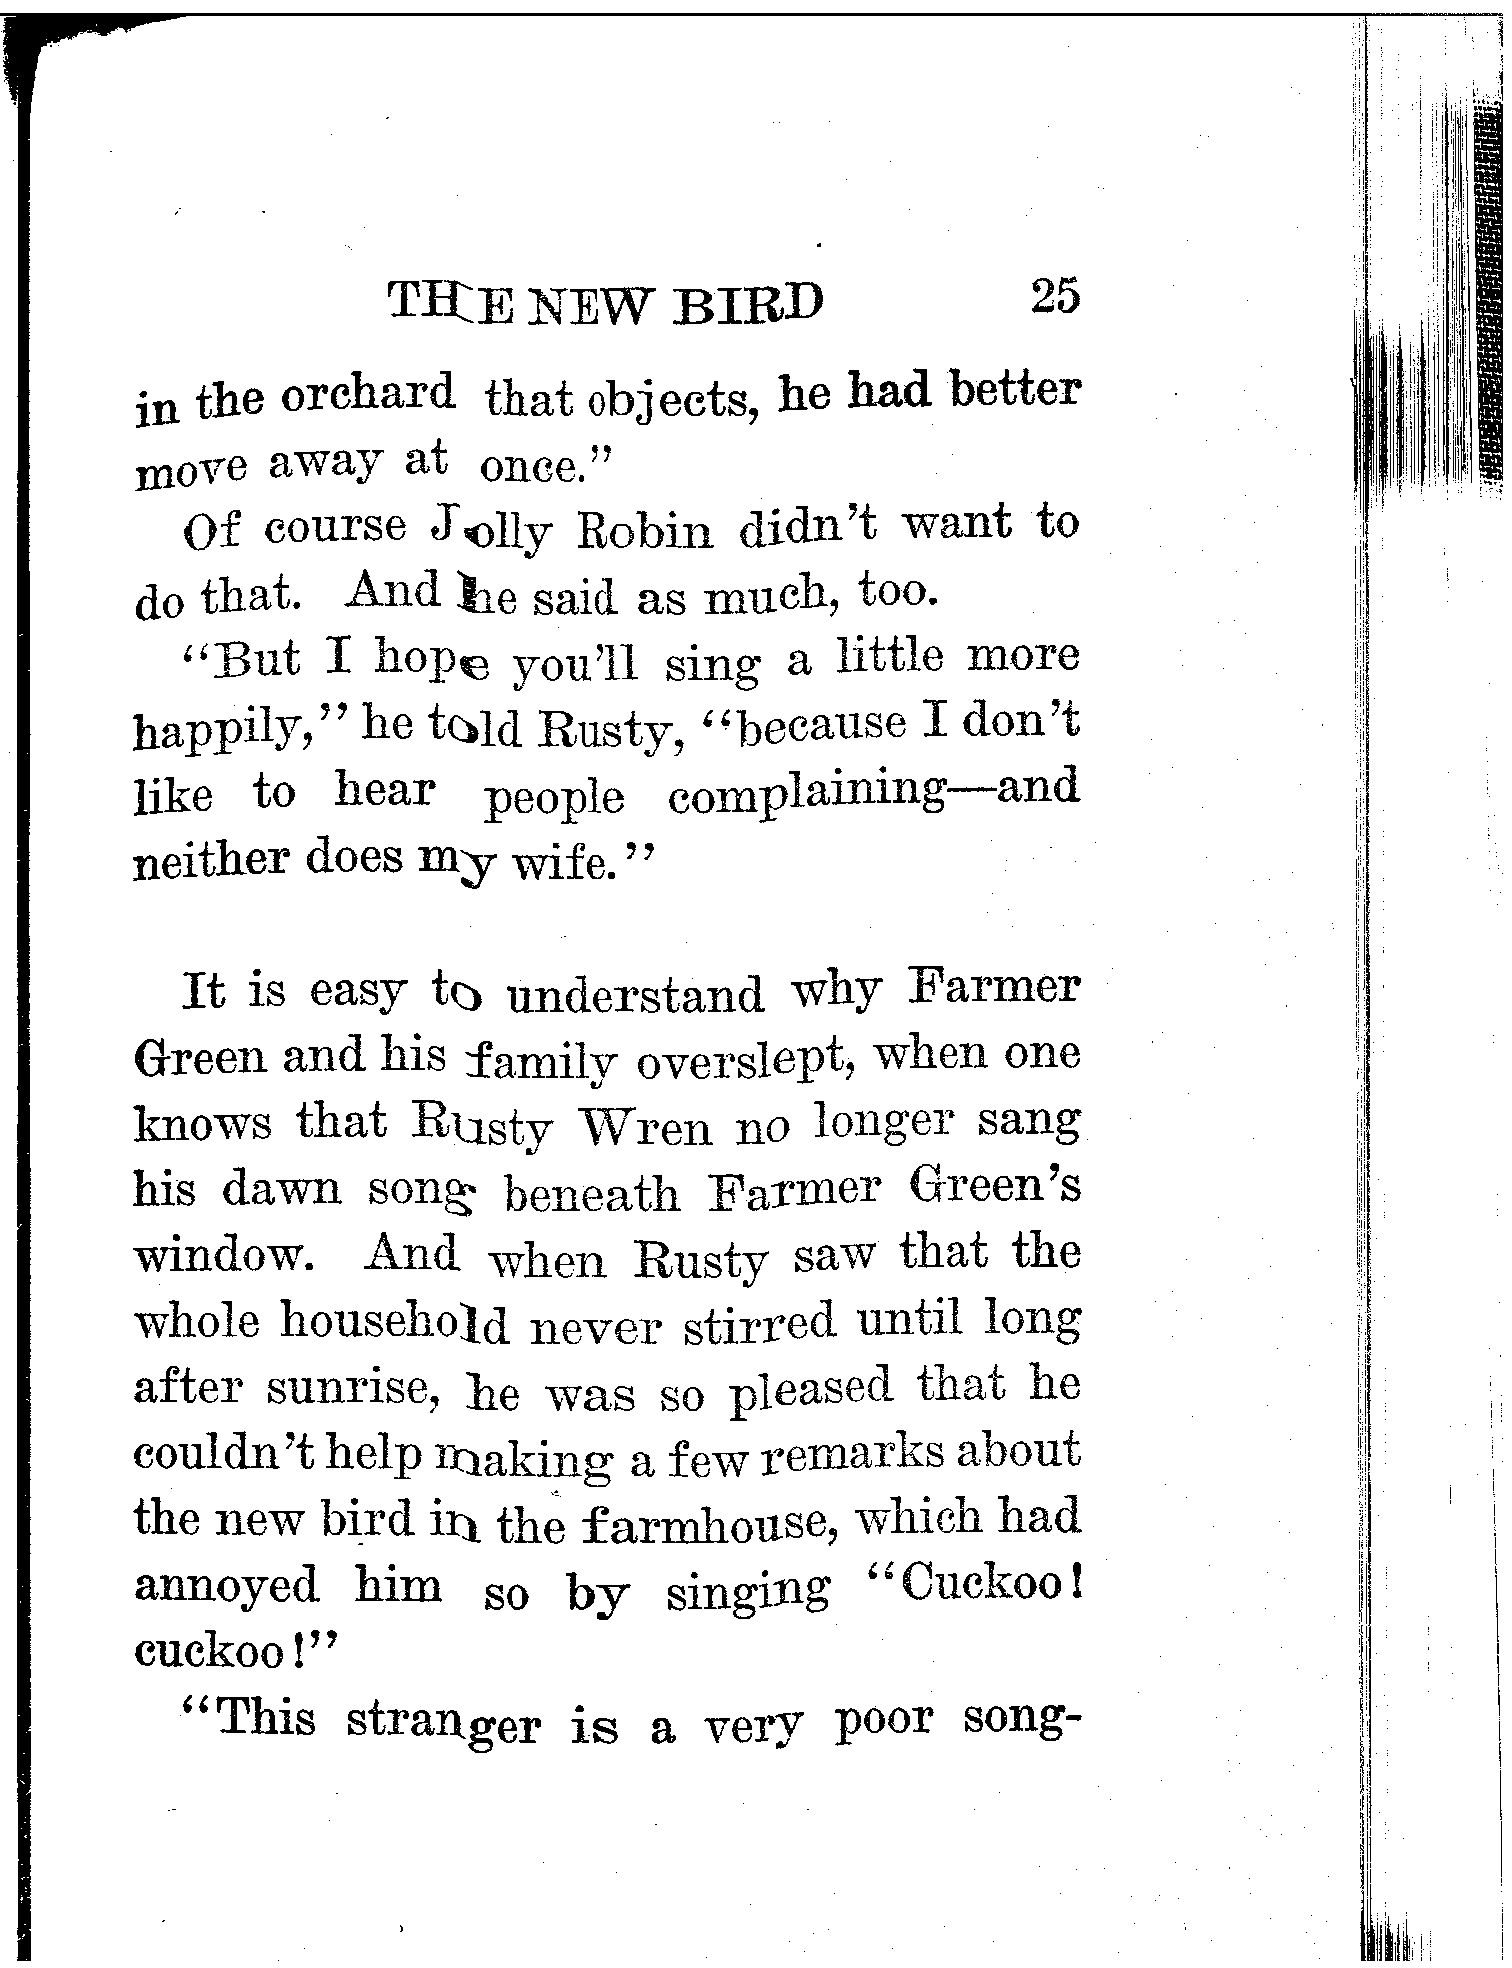 THE NEW BIRD 25
in the orchard that objects, he had better
move away at once."
Of course Jolly Robin didn't want to
do that. And he said as much, too.
"But I hope you'll sing a little more
happily," he told Rusty, "because I don't
like to hear people complaining—and
neither does my wife."
It is easy to understand why Farmer
Green and his family overslept, when one
knows that Rusty Wren no longer sang
his dawn song beneath Farmer Green's
window. And when Rusty saw that the
whole household never stirred until long
after sunrise, he was so pleased that he
couldn't help making a few remarks about
the new bird in the farmhouse, which had
annoyed him so by singing "Cuckoo!
cuckoo!"
"This stranger is a very poor song-